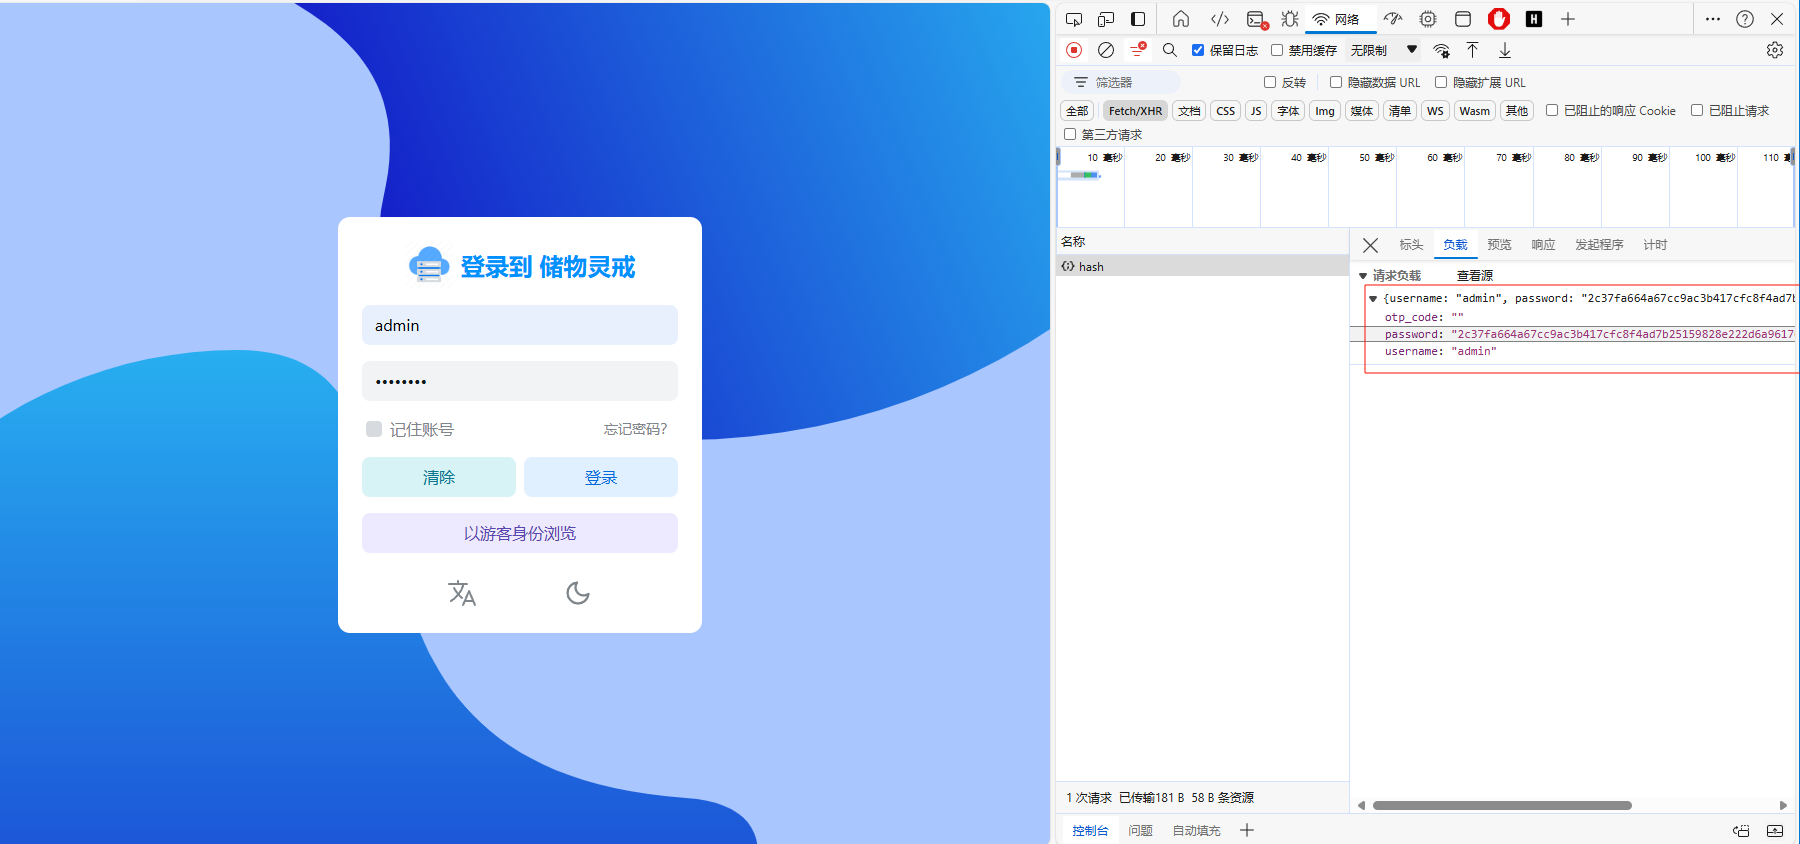 登录到 储物灵戒
admin
••••••••
记住账号
忘记密码?
清除
登录
以游客身份浏览
网络
保留日志
禁用缓存
无限制
筛选器
反转
隐藏数据 URL
隐藏扩展 URL
全部
Fetch/XHR
文档
CSS
JS
字体
Img
媒体
清单
WS
Wasm
其他
已阻止的响应 Cookie
已阻止请求
第三方请求
10 毫秒
20 毫秒
30 毫秒
40 毫秒
50 毫秒
60 毫秒
70 毫秒
80 毫秒
90 毫秒
100 毫秒
110
名称
hash
标头
负载
预览
响应
发起程序
计时
请求负载
查看源
{username: "admin", password: "2c37fa664a67cc9ac3b417cfc8f4ad7b
otp_code: ""
password: "2c37fa664a67cc9ac3b417cfc8f4ad7b25159828e222d6a9617
username: "admin"
1 次请求 已传输181 B 58 B 条资源
控制台
问题
自动填充